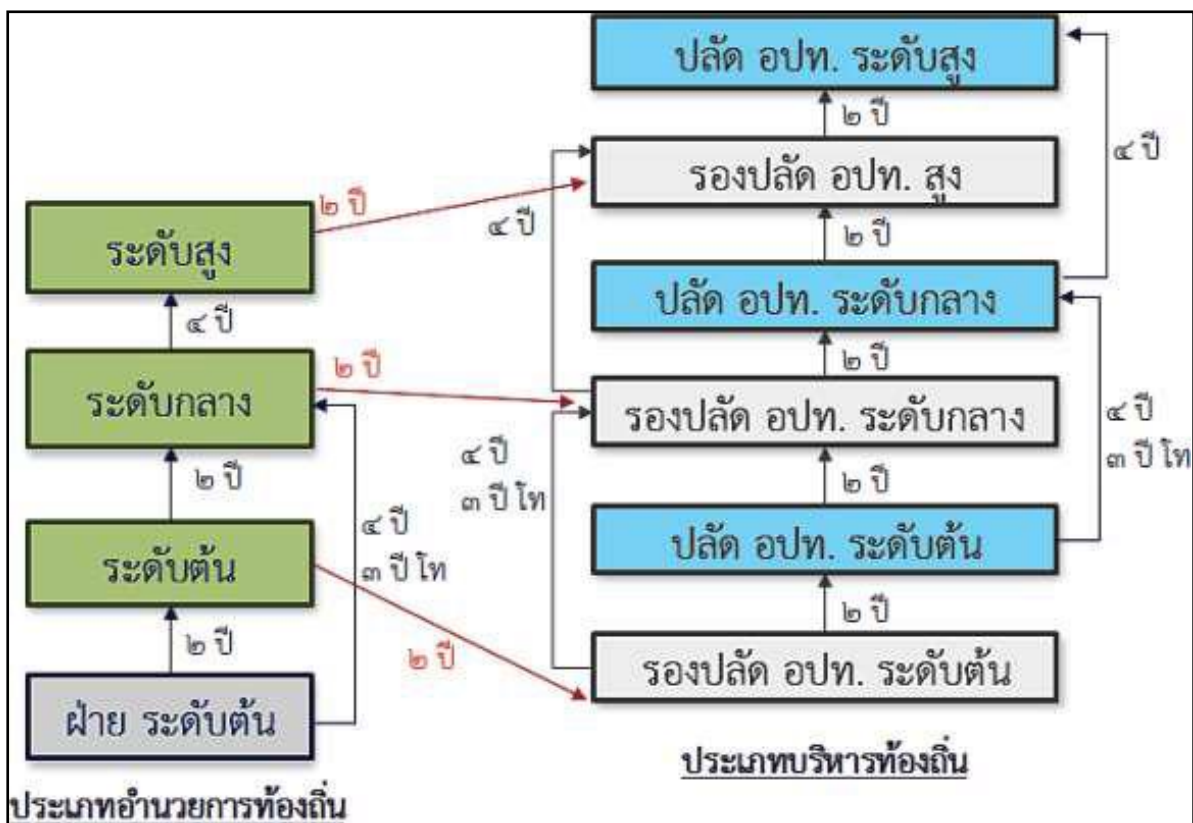 ปลัด อปท. ระดับสูง
๒ ปี
๔ ปี
รองปลัด อปท. สูง
๒ ปี
๔ ปี
ระดับสูง
๒ ปี
ปลัด อปท. ระดับกลาง
๔ ปี
๒ ปี
๒ ปี
ระดับกลาง
รองปลัด อปท. ระดับกลาง
๔ ปี
๓ ปี โท
๔ ปี
๓ ปี โท
๒ ปี
๒ ปี
๔ ปี
๓ ปี โท
ระดับต้น
ปลัด อปท. ระดับต้น
๒ ปี
๒ ปี
๒ ปี
รองปลัด อปท. ระดับต้น
ฝ่าย ระดับต้น
ประเภทบริหารท้องถิ่น
ประเภทอำนวยการท้องถิ่น